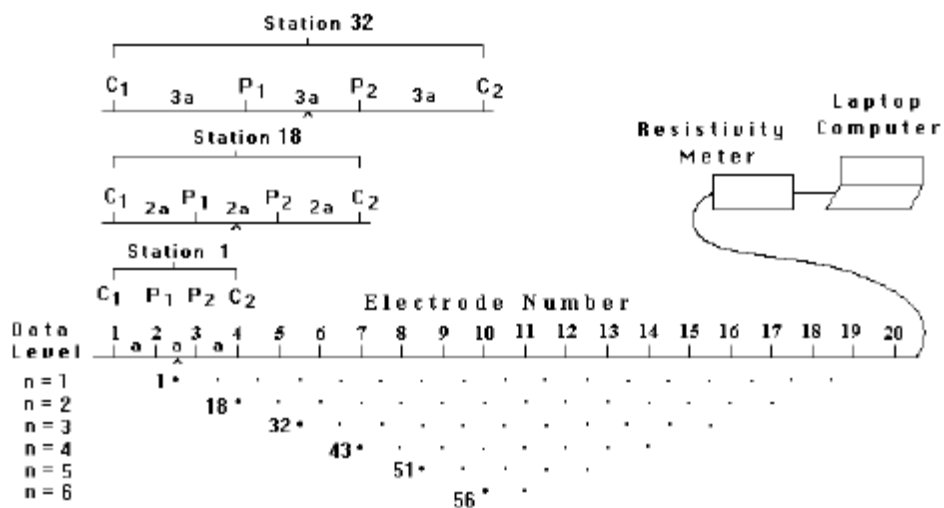 Station 32
C1 3a P1 3a P2 3a C2
Station 18
C1 2a P1 2a P2 2a C2
Station 1
C1 P1 P2 C2
Resistivity Meter
Laptop Computer
Electrode Number
Data Level
1 2 3 4 5 6 7 8 9 10 11 12 13 14 15 16 17 18 19 20
a a a
n = 1 1
n = 2 18
n = 3 32
n = 4 43
n = 5 51
n = 6 56